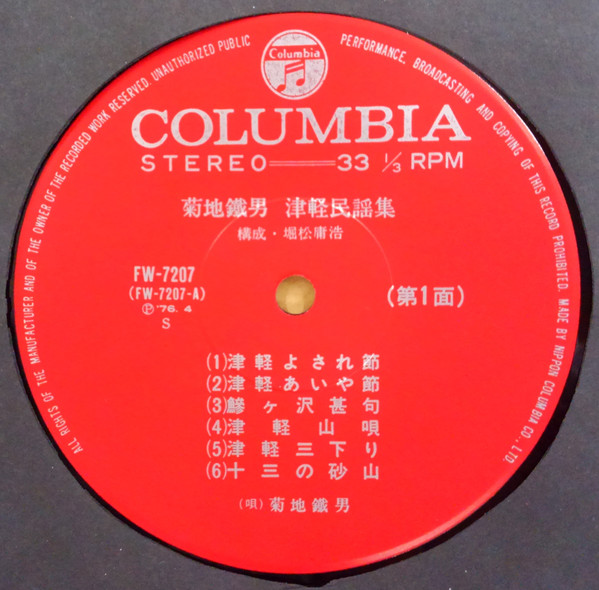 ALL RIGHTS OF THE MANUFACTURER AND OF THE OWNER OF THE RECORDED WORK RESERVED. UNAUTHORIZED PUBLIC PERFORMANCE, BROADCASTING AND COPYING OF THIS RECORD PROHIBITED. MADE BY NIPPON COLUMBIA CO., LTD.
Columbia
COLUMBIA
STEREO 33 1/3 RPM
菊地鐵男 津軽民謡集
構成・堀松庸浩
FW-7207
(FW-7207-A)
Ⓟ'76. 4
S
(第1面)
(1)津軽よされ節
(2)津軽あいや節
(3)鰺ヶ沢甚句
(4)津軽山唄
(5)津軽三下り
(6)十三の砂山
(唄)菊地鐵男